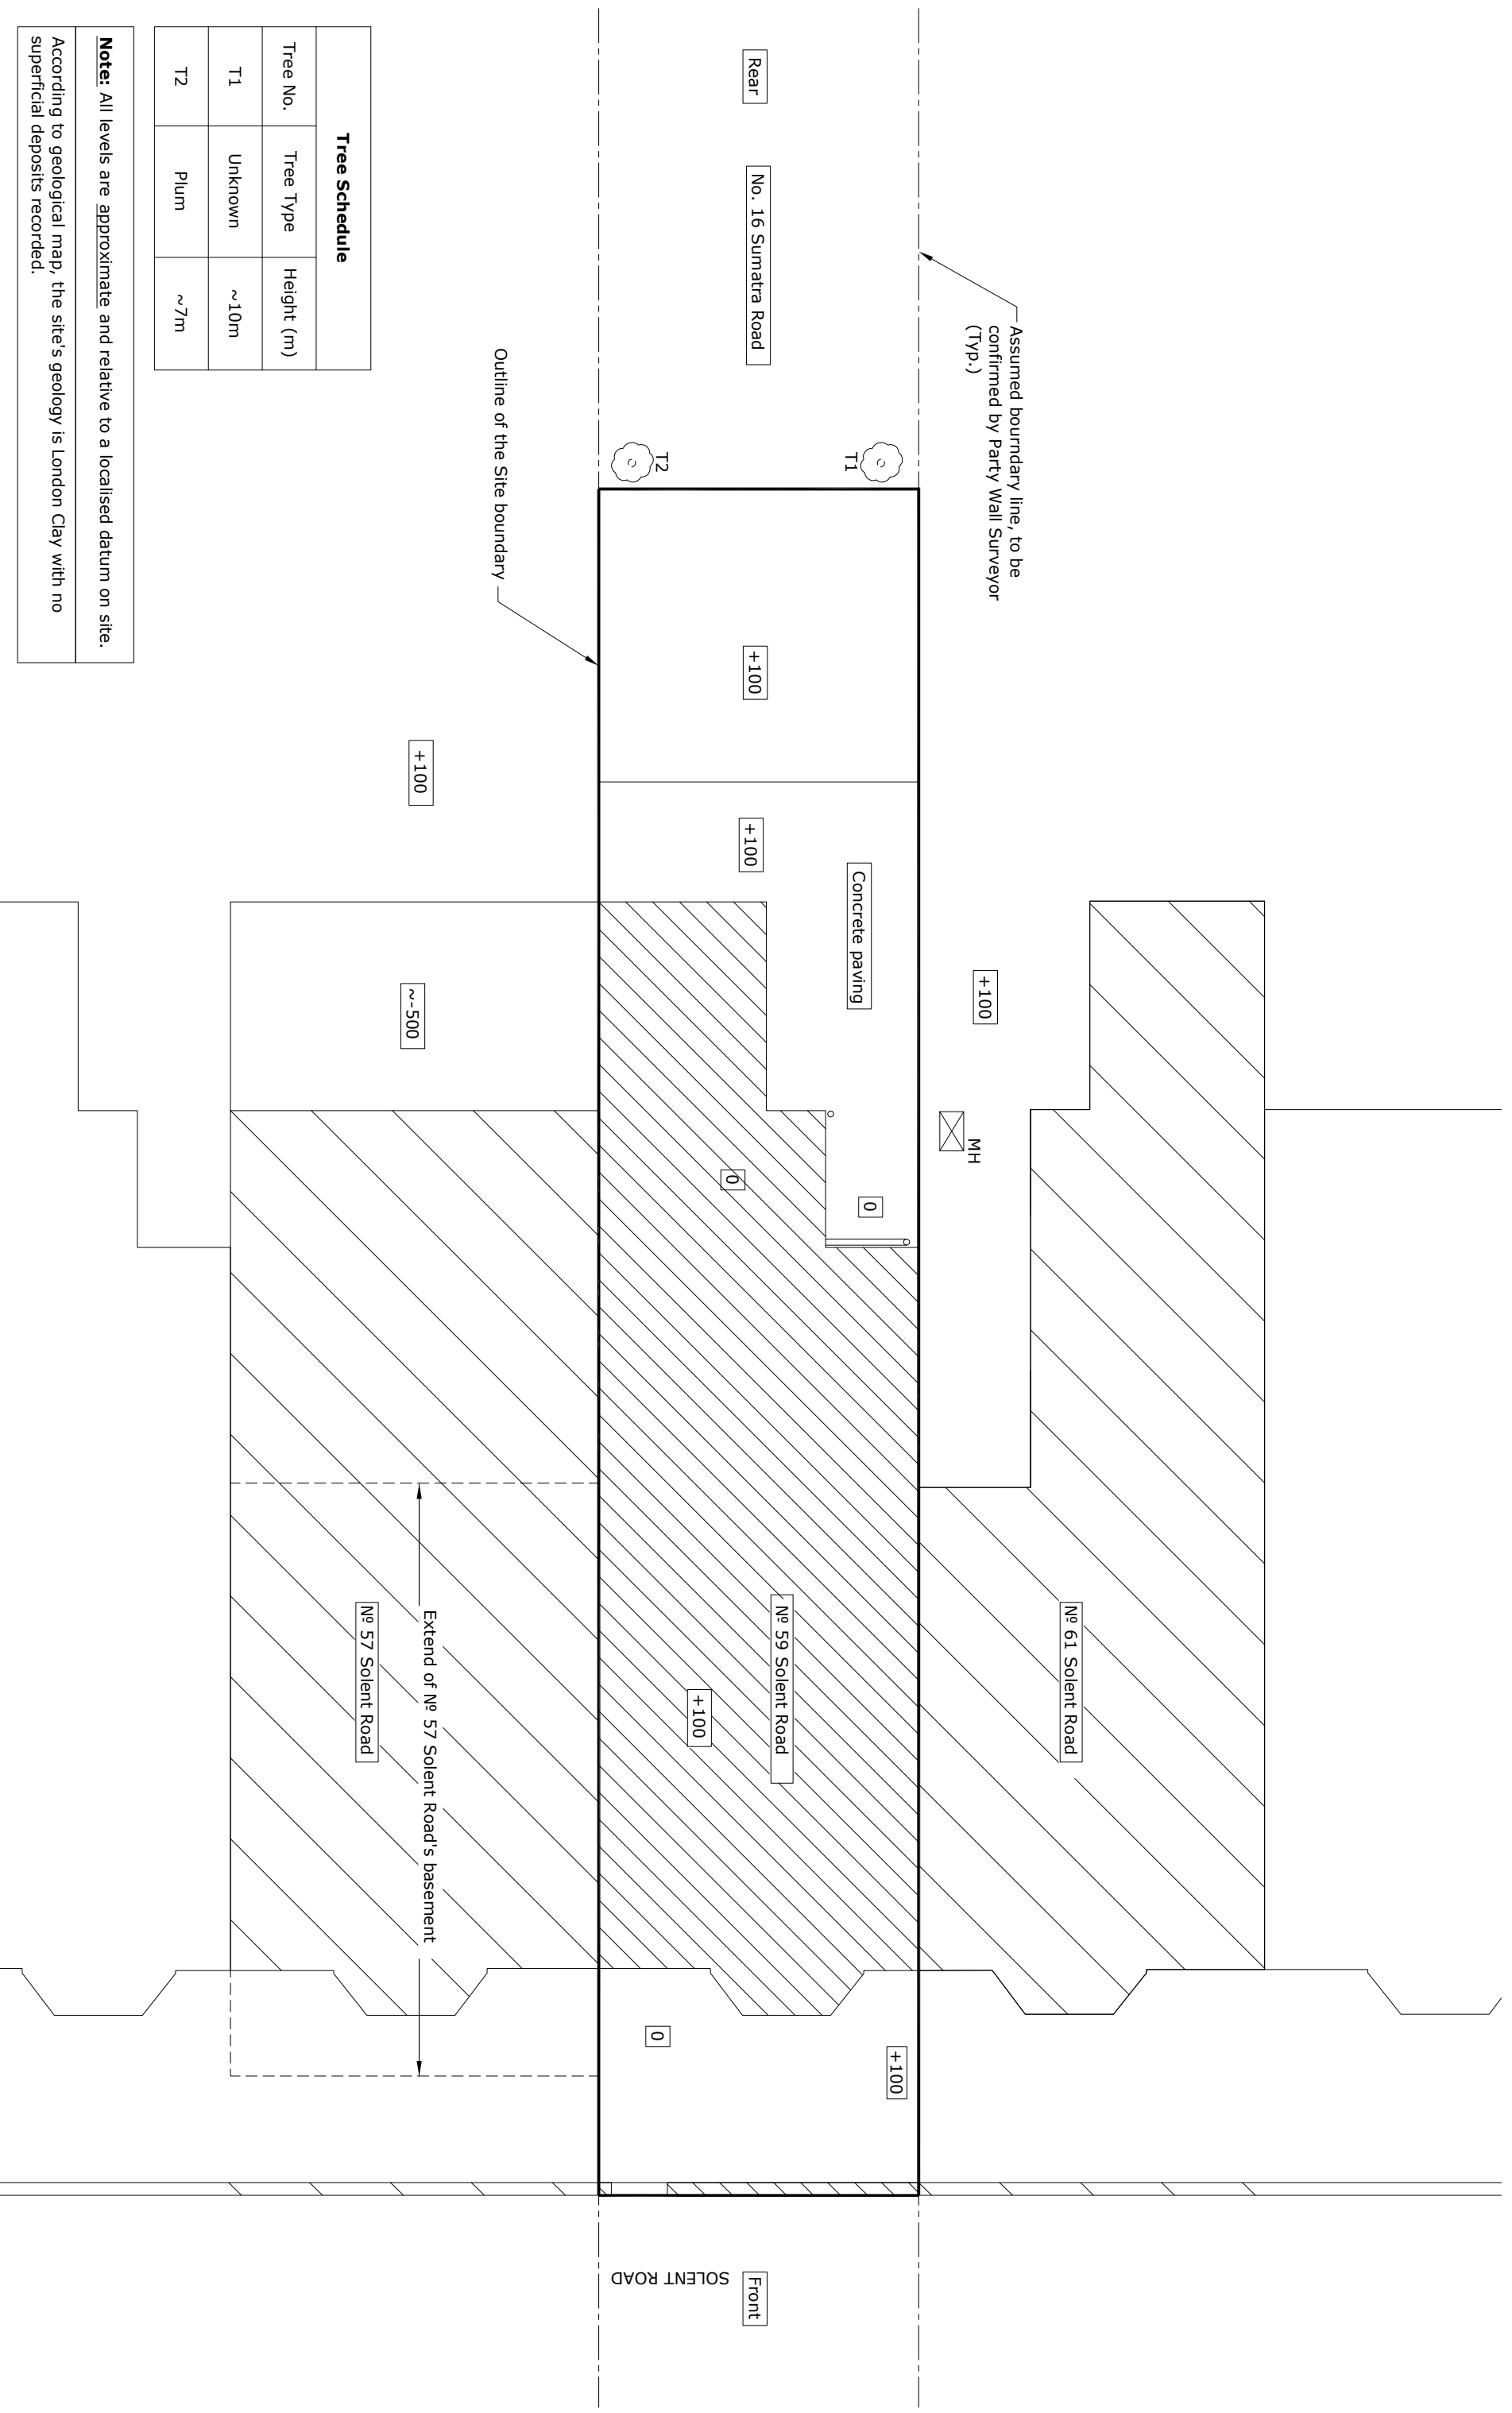 Assumed bourndary line, to be
confirmed by Party Wall Surveyor
(Typ.)
Rear
No. 16 Sumatra Road
T1
T2
Outline of the Site boundary
+100
+100
+100
Concrete paving
+100
~-500
MH
0
0
Nº 61 Solent Road
Nº 59 Solent Road
+100
Nº 57 Solent Road
Extend of Nº 57 Solent Road's basement
0
+100
Front
SOLENT ROAD
Tree Schedule
Tree No. Tree Type Height (m)
T1 Unknown ~10m
T2 Plum ~7m
Note: All levels are approximate and relative to a localised datum on site.
According to geological map, the site's geology is London Clay with no
superficial deposits recorded.